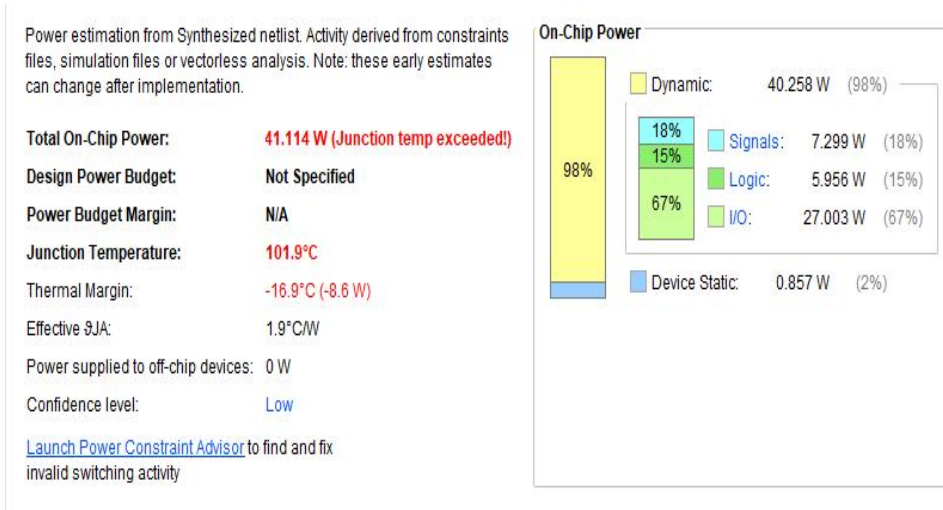 Power estimation from Synthesized netlist. Activity derived from constraints
files, simulation files or vectorless analysis. Note: these early estimates
can change after implementation.
Total On-Chip Power: 41.114 W (Junction temp exceeded!)
Design Power Budget: Not Specified
Power Budget Margin: N/A
Junction Temperature: 101.9°C
Thermal Margin: -16.9°C (-8.6 W)
Effective ϑJA: 1.9°C/W
Power supplied to off-chip devices: 0 W
Confidence level: Low
Launch Power Constraint Advisor to find and fix
invalid switching activity
On-Chip Power
Dynamic: 40.258 W (98%)
98%
18% Signals: 7.299 W (18%)
15% Logic: 5.956 W (15%)
67% I/O: 27.003 W (67%)
Device Static: 0.857 W (2%)